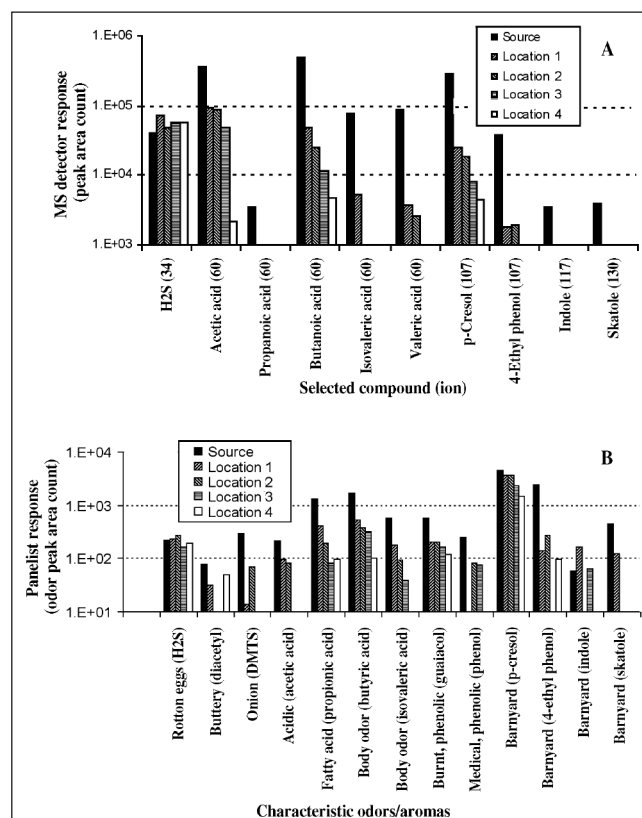 1.E+06
1.E+05
1.E+04
1.E+03
MS detector response
(peak area count)
Source
Location 1
Location 2
Location 3
Location 4
A
H2S (34)
Acetic acid (60)
Propanoic acid (60)
Butanoic acid (60)
Isovaleric acid (60)
Valeric acid (60)
p-Cresol (107)
4-Ethyl phenol (107)
Indole (117)
Skatole (130)
Selected compound (ion)
1.E+04
1.E+03
1.E+02
1.E+01
Panelist response
(odor peak area count)
Source
Location 1
Location 2
Location 3
Location 4
B
Rotton eggs (H2S)
Buttery (diacetyl)
Onion (DMTS)
Acidic (acetic acid)
Fatty acid (propionic acid)
Body odor (butyric acid)
Body odor (isovaleric acid)
Burnt, phenolic (guaiacol)
Medical, phenolic (phenol)
Barnyard (p-cresol)
Barnyard (4-ethyl phenol)
Barnyard (indole)
Barnyard (skatole)
Characteristic odors/aromas